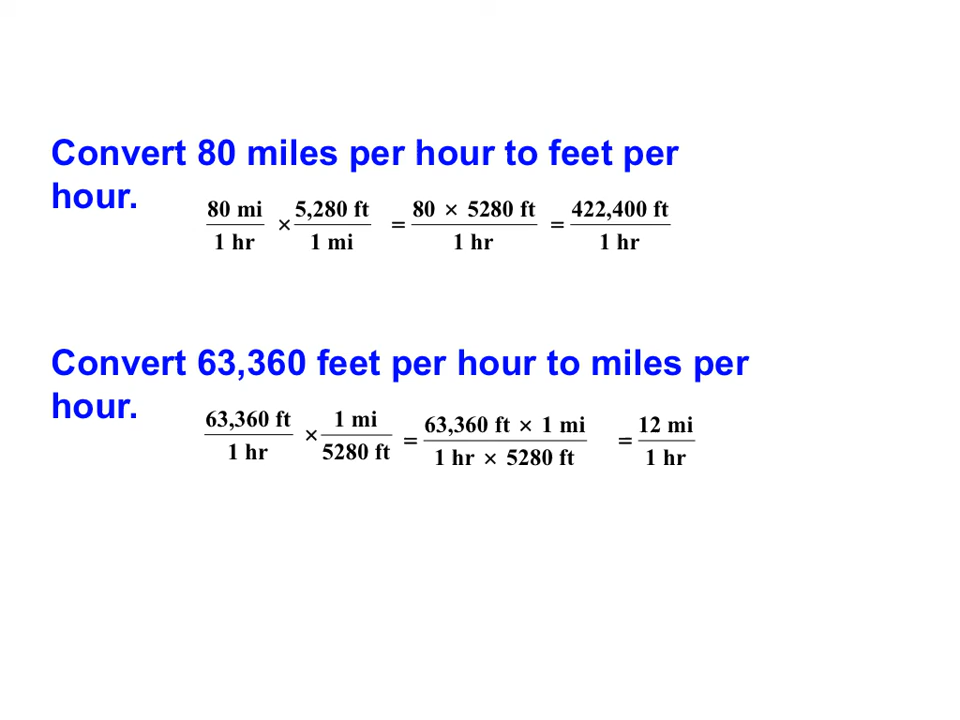 Convert 80 miles per hour to feet per
hour.
80 mi / 1 hr × 5,280 ft / 1 mi = 80 × 5280 ft / 1 hr = 422,400 ft / 1 hr
Convert 63,360 feet per hour to miles per
hour.
63,360 ft / 1 hr × 1 mi / 5280 ft = 63,360 ft × 1 mi / 1 hr × 5280 ft = 12 mi / 1 hr